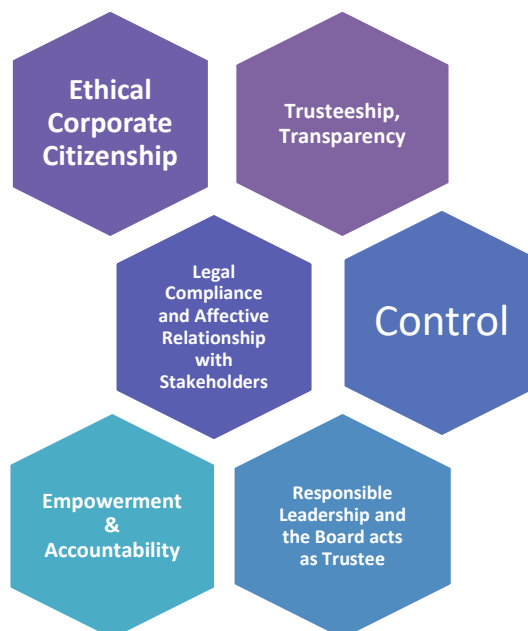 Ethical
Corporate
Citizenship
Trusteeship,
Transparency
Legal
Compliance
and Affective
Relationship
with
Stakeholders
Control
Empowerment
&
Accountability
Responsible
Leadership and
the Board acts
as Trustee